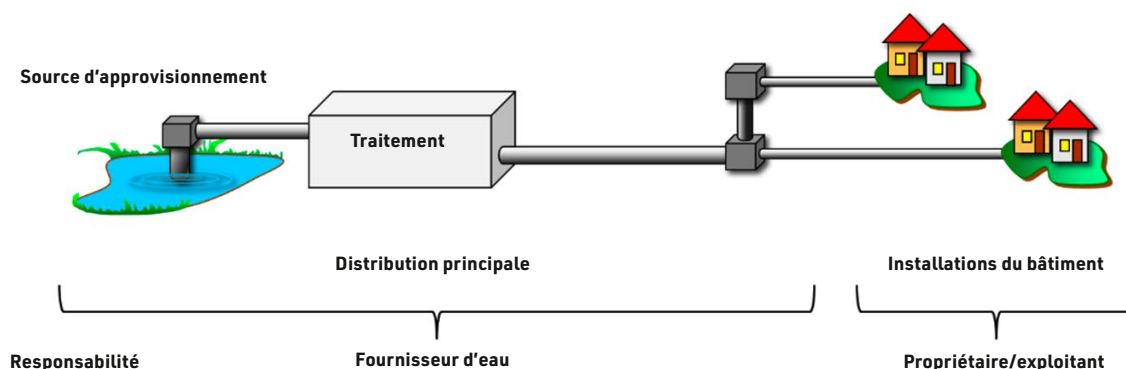 Source d'approvisionnement
Traitement
Distribution principale
Installations du bâtiment
Responsabilité
Fournisseur d'eau
Propriétaire/exploitant